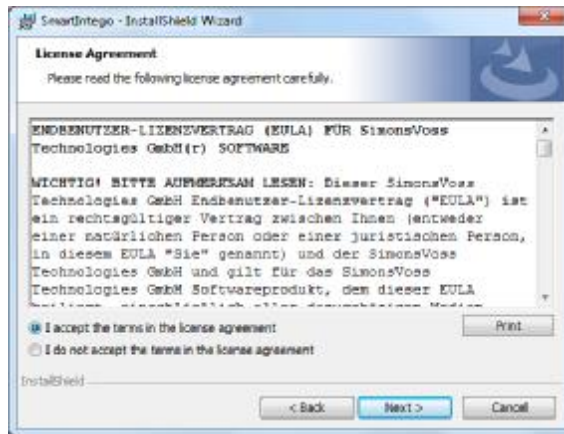 SmartIntego - InstallShield Wizard
License Agreement
Please read the following license agreement carefully.
ENDBENUTZER-LIZENZVERTRAG (EULA) FÜR SimonsVoss
Technologies GmbH(r) SOFTWARE
WICHTIG! BITTE AUFMERKSAM LESEN: Dieser SimonsVoss
Technologies GmbH Endbenutzer-Lizenzvertrag ("EULA") ist
ein rechtsgültiger Vertrag zwischen Ihnen (entweder
einer natürlichen Person oder einer juristischen Person,
in diesem EULA "Sie" genannt) und der SimonsVoss
Technologies GmbH und gilt für das SimonsVoss
Technologies GmbH Softwareprodukt, dem dieser EULA
I accept the terms in the license agreement
Print
I do not accept the terms in the license agreement
InstallShield
< Back
Next >
Cancel